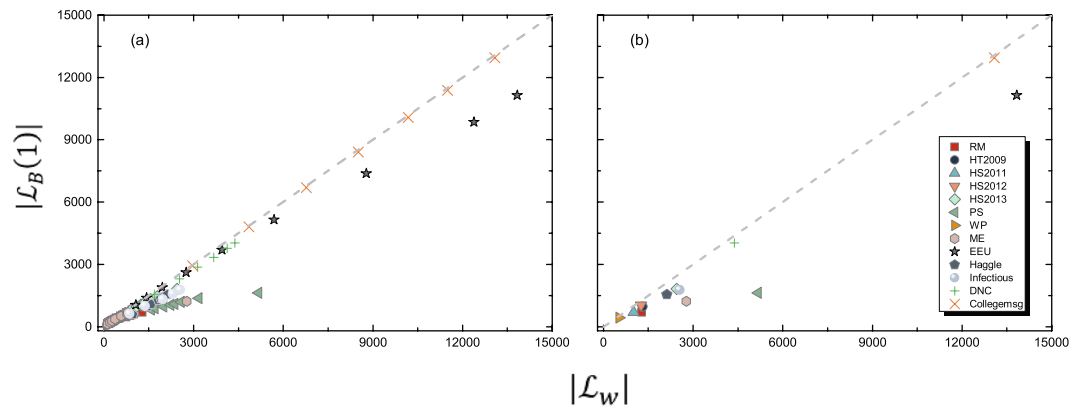 (a)
(b)
15000
12000
9000
6000
3000
0
|ℒ_B(1)|
0 3000 6000 9000 12000 15000
0 3000 6000 9000 12000 15000
RM
HT2009
HS2011
HS2012
HS2013
PS
WP
ME
EEU
Haggle
Infectious
DNC
Collegemsg
|ℒ_w|